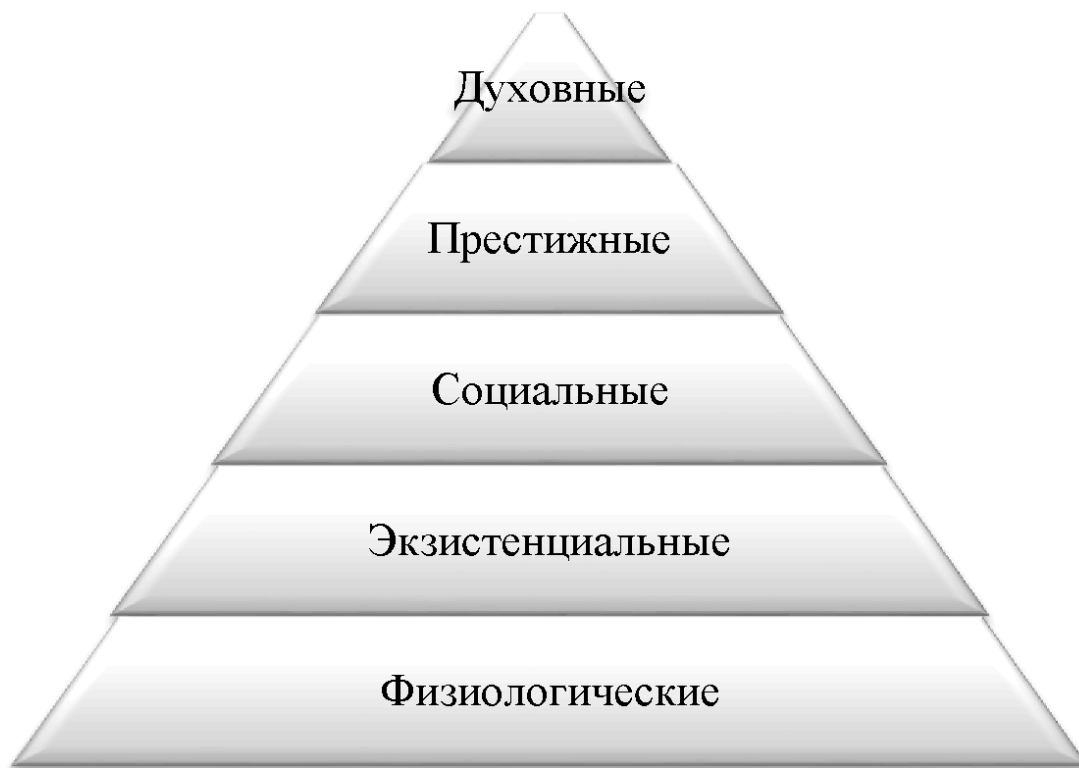 Духовные
Престижные
Социальные
Экзистенциальные
Физиологические